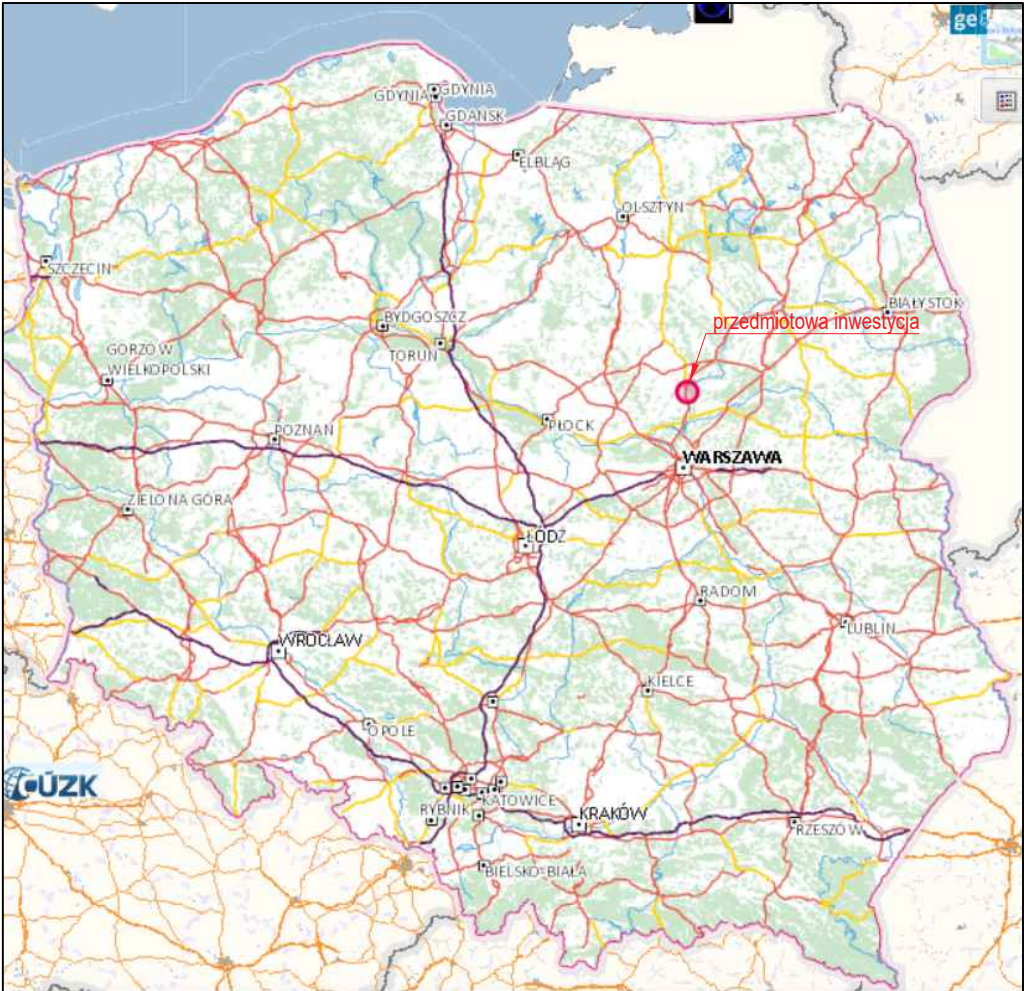 ge
GDYNIA
GDYNIA
GDAŃSK
ELBLĄG
OLSZTYN
SZCZECIN
BIAŁYSTOK
BYDGOSZCZ
przedmiotowa inwestycja
TORUŃ
GORZÓW
WIELKOPOLSKI
PŁOCK
POZNAŃ
WARSZAWA
ZIELONA GÓRA
ŁÓDŹ
RADOM
LUBLIN
WROCŁAW
KIELCE
OPOLE
ČÚZK
KATOWICE
RYBNIK
KRAKÓW
RZESZÓW
BIELSKO-BIAŁA